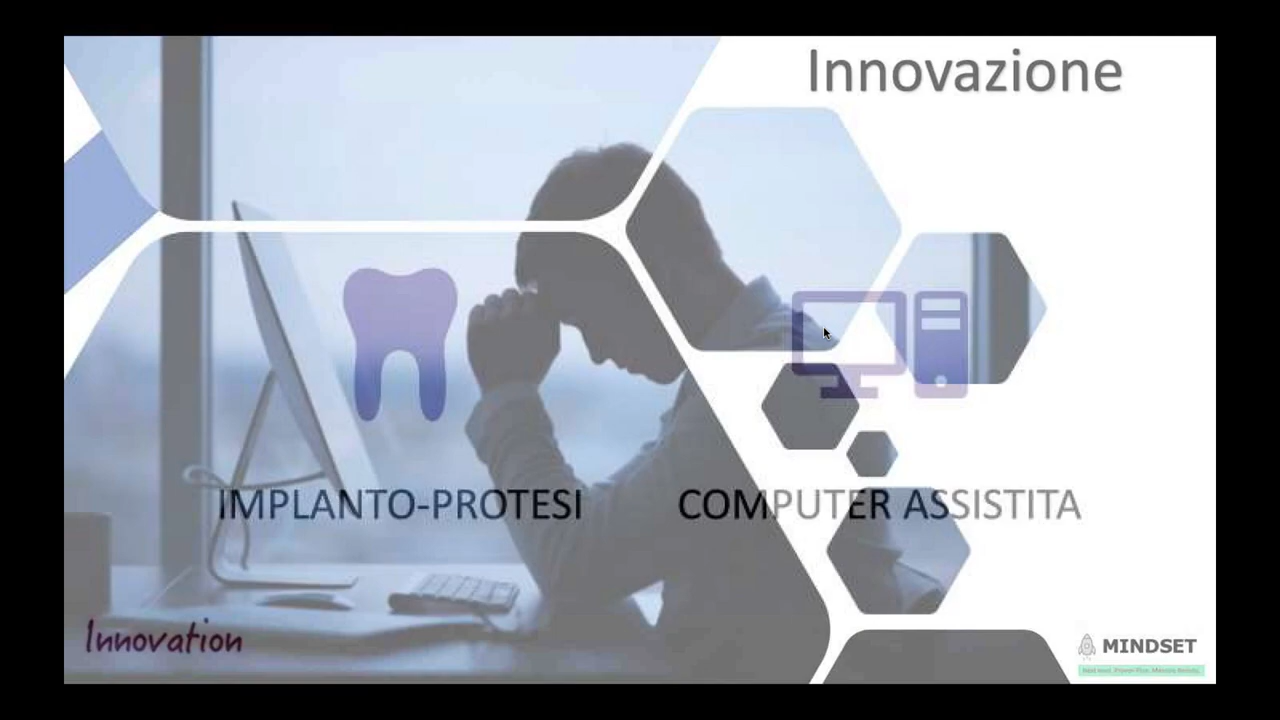 Innovazione
IMPLANTO-PROTESI
COMPUTER ASSISTITA
Innovation
MINDSET